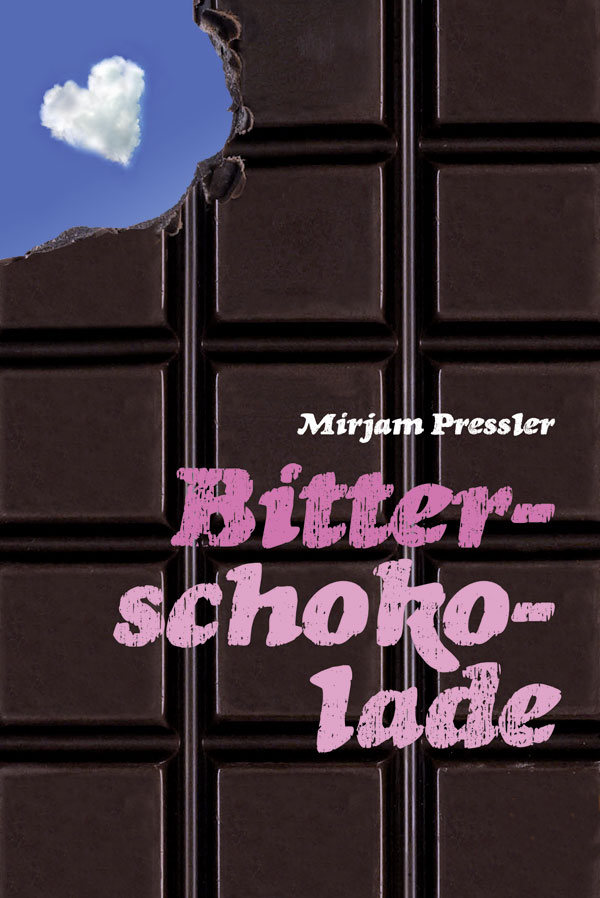 Mirjam Pressler
Bitter-
schoko-
lade